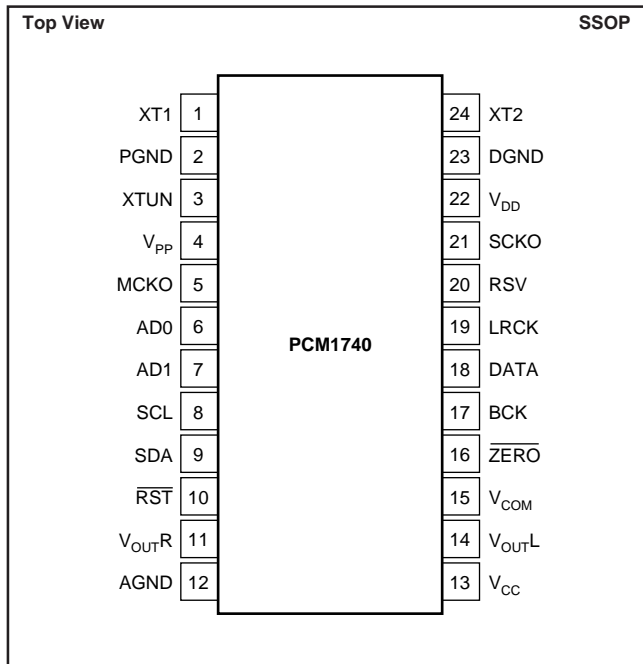 Top View SSOP
XT1 1 24 XT2
PGND 2 23 DGND
XTUN 3 22 VDD
VPP 4 21 SCKO
MCKO 5 20 RSV
AD0 6 19 LRCK
PCM1740
AD1 7 18 DATA
SCL 8 17 BCK
SDA 9 16 ZERO
RST 10 15 VCOM
VOUTR 11 14 VOUTL
AGND 12 13 VCC